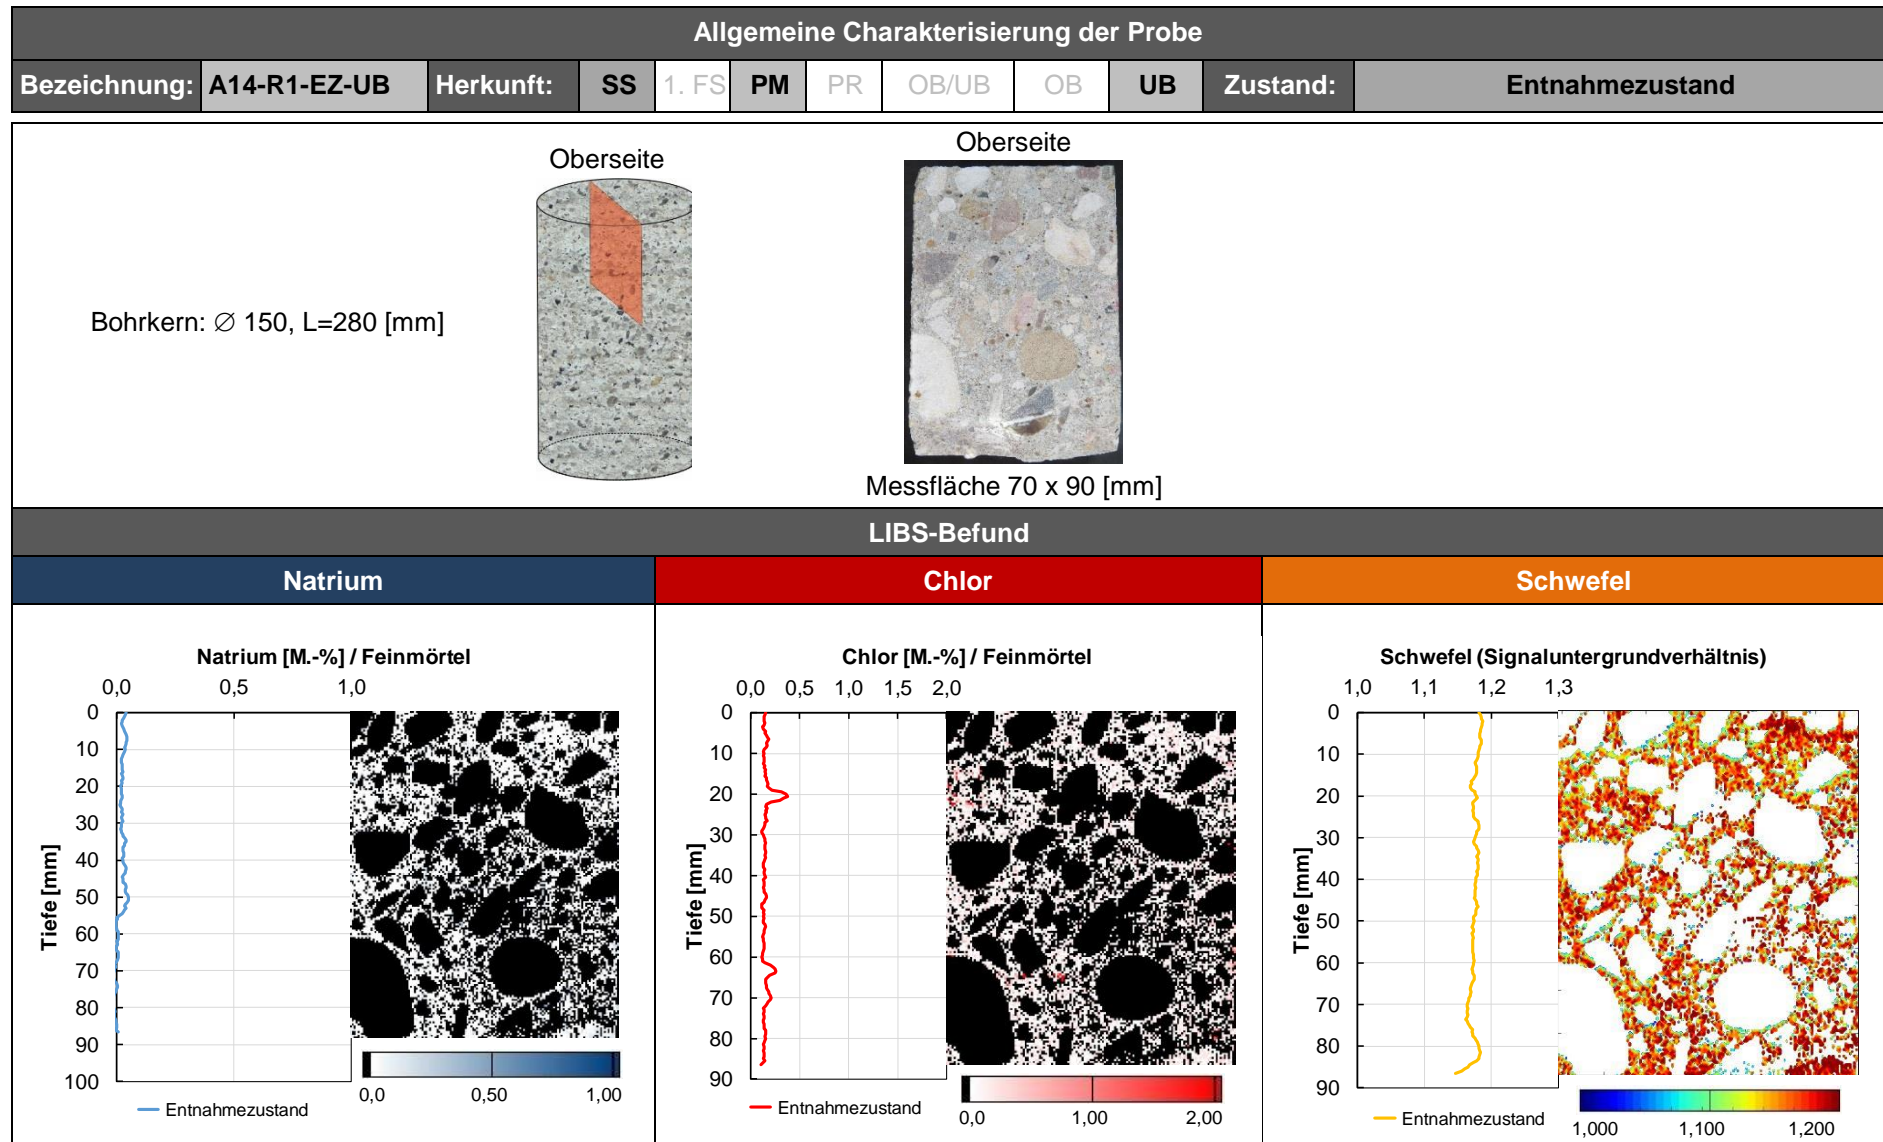 Allgemeine Charakterisierung der Probe
Bezeichnung: A14-R1-EZ-UB Herkunft: SS 1. FS PM PR OB/UB OB UB Zustand: Entnahmezustand
Oberseite
Oberseite
Bohrkern: ∅ 150, L=280 [mm]
Messfläche 70 x 90 [mm]
LIBS-Befund
Natrium
Chlor
Schwefel
Natrium [M.-%] / Feinmörtel
0,0 0,5 1,0
0
10
20
30
40
50
60
70
80
90
100
Tiefe [mm]
Entnahmezustand
0,0 0,50 1,00
Chlor [M.-%] / Feinmörtel
0,0 0,5 1,0 1,5 2,0
0
10
20
30
40
50
60
70
80
90
Tiefe [mm]
Entnahmezustand
0,0 1,00 2,00
Schwefel (Signaluntergrundverhältnis)
1,0 1,1 1,2 1,3
0
10
20
30
40
50
60
70
80
90
Tiefe [mm]
Entnahmezustand
1,000 1,100 1,200